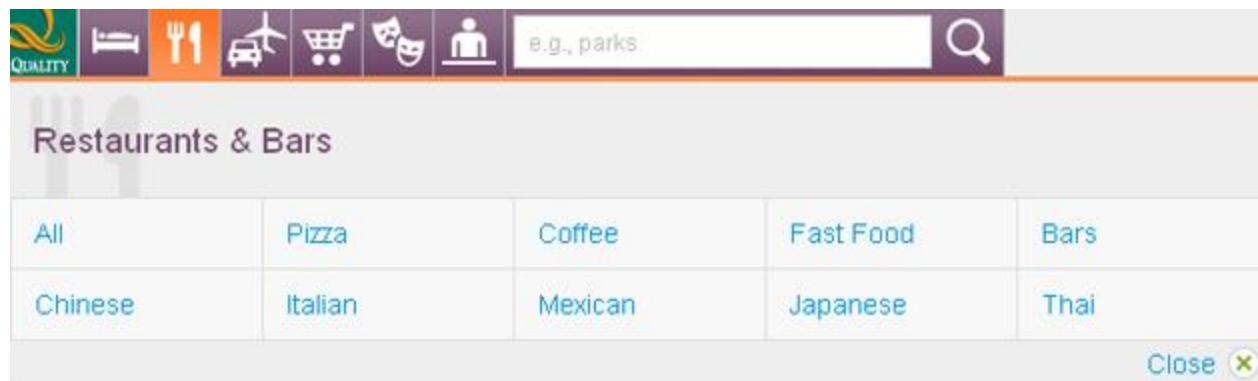 QUALITY e.g., parks
Restaurants & Bars
All Pizza Coffee Fast Food Bars
Chinese Italian Mexican Japanese Thai
Close